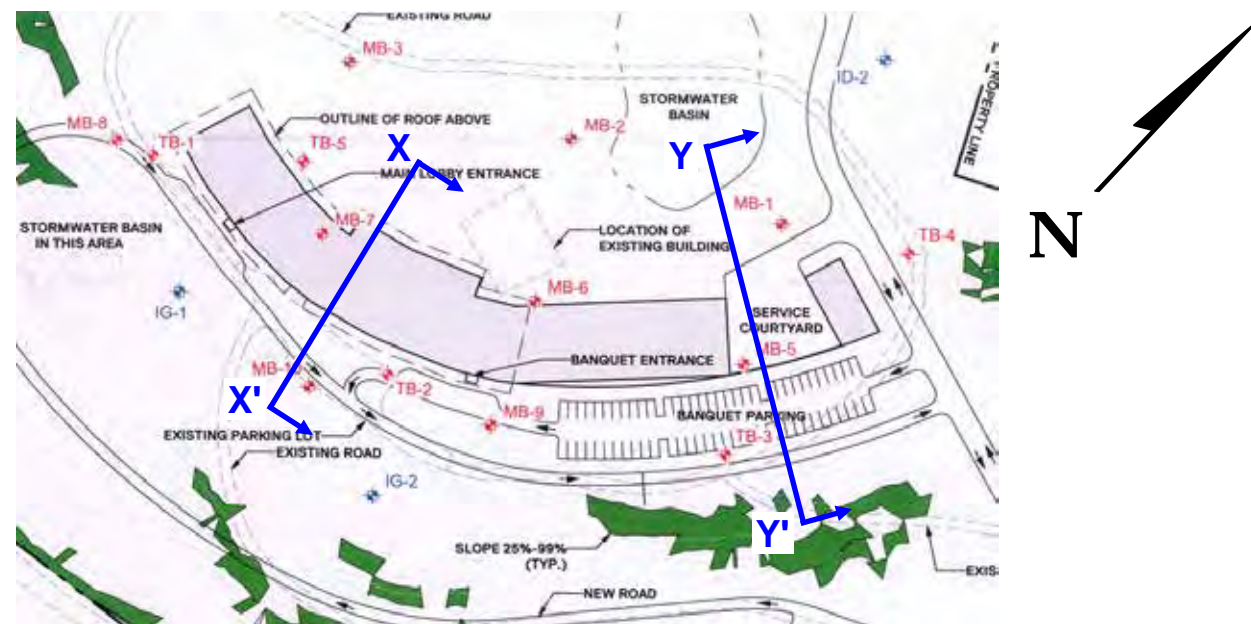 EXISTING ROAD
MB-3
ID-2
PROPERTY LINE
STORMWATER
BASIN
OUTLINE OF ROOF ABOVE
MB-8
MB-2
TB-1
TB-5
X
Y
MAIN LOBBY ENTRANCE
N
STORMWATER BASIN
IN THIS AREA
MB-7
MB-1
LOCATION OF
EXISTING BUILDING
TB-4
IG-1
MB-6
SERVICE
COURTYARD
BANQUET ENTRANCE
MB-5
TB-2
X'
MB-9
BANQUET PARKING
EXISTING PARKING LOT
EXISTING ROAD
TB-3
IG-2
Y'
SLOPE 25%-99%
(TYP.)
NEW ROAD